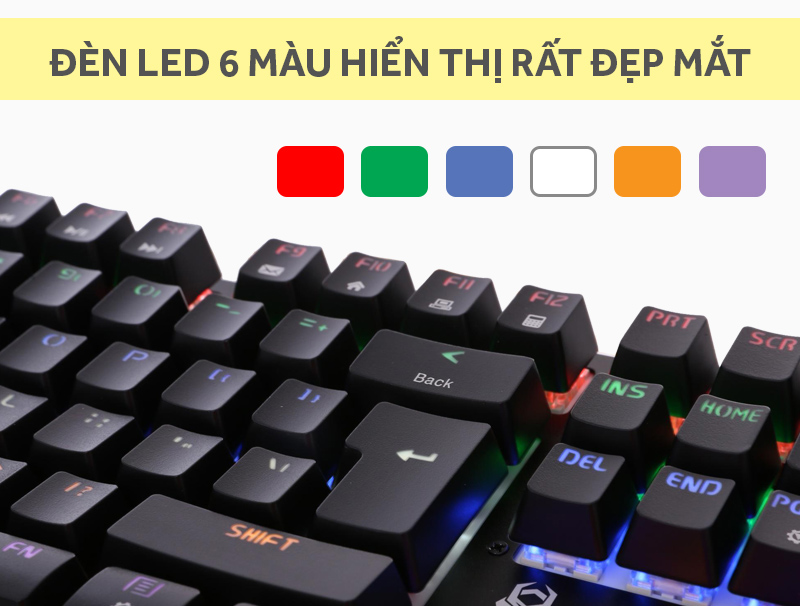 ĐÈN LED 6 MÀU HIỂN THỊ RẤT ĐẸP MẮT
F9
F10
F11
F12
PRT
SCR
9(
O)
-_
=+
<
Back
INS
HOME
O
P
[{
]}
DEL
END
L
:;
'"
\|
/?
SHIFT
FN